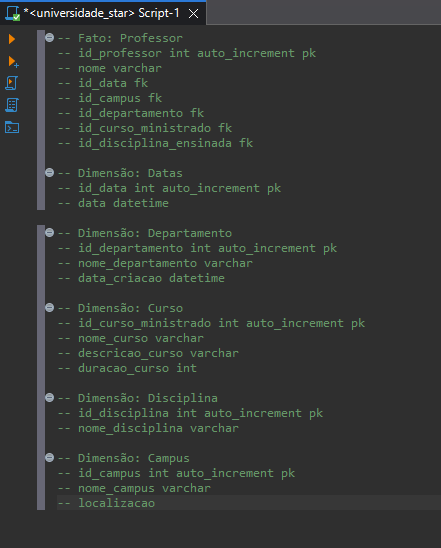 *<universidade_star> Script-1
-- Fato: Professor
-- id_professor int auto_increment pk
-- nome varchar
-- id_data fk
-- id_campus fk
-- id_departamento fk
-- id_curso_ministrado fk
-- id_disciplina_ensinada fk
-- Dimensão: Datas
-- id_data int auto_increment pk
-- data datetime
-- Dimensão: Departamento
-- id_departamento int auto_increment pk
-- nome_departamento varchar
-- data_criacao datetime
-- Dimensão: Curso
-- id_curso_ministrado int auto_increment pk
-- nome_curso varchar
-- descricao_curso varchar
-- duracao_curso int
-- Dimensão: Disciplina
-- id_disciplina int auto_increment pk
-- nome_disciplina varchar
-- Dimensão: Campus
-- id_campus int auto_increment pk
-- nome_campus varchar
-- localizacao